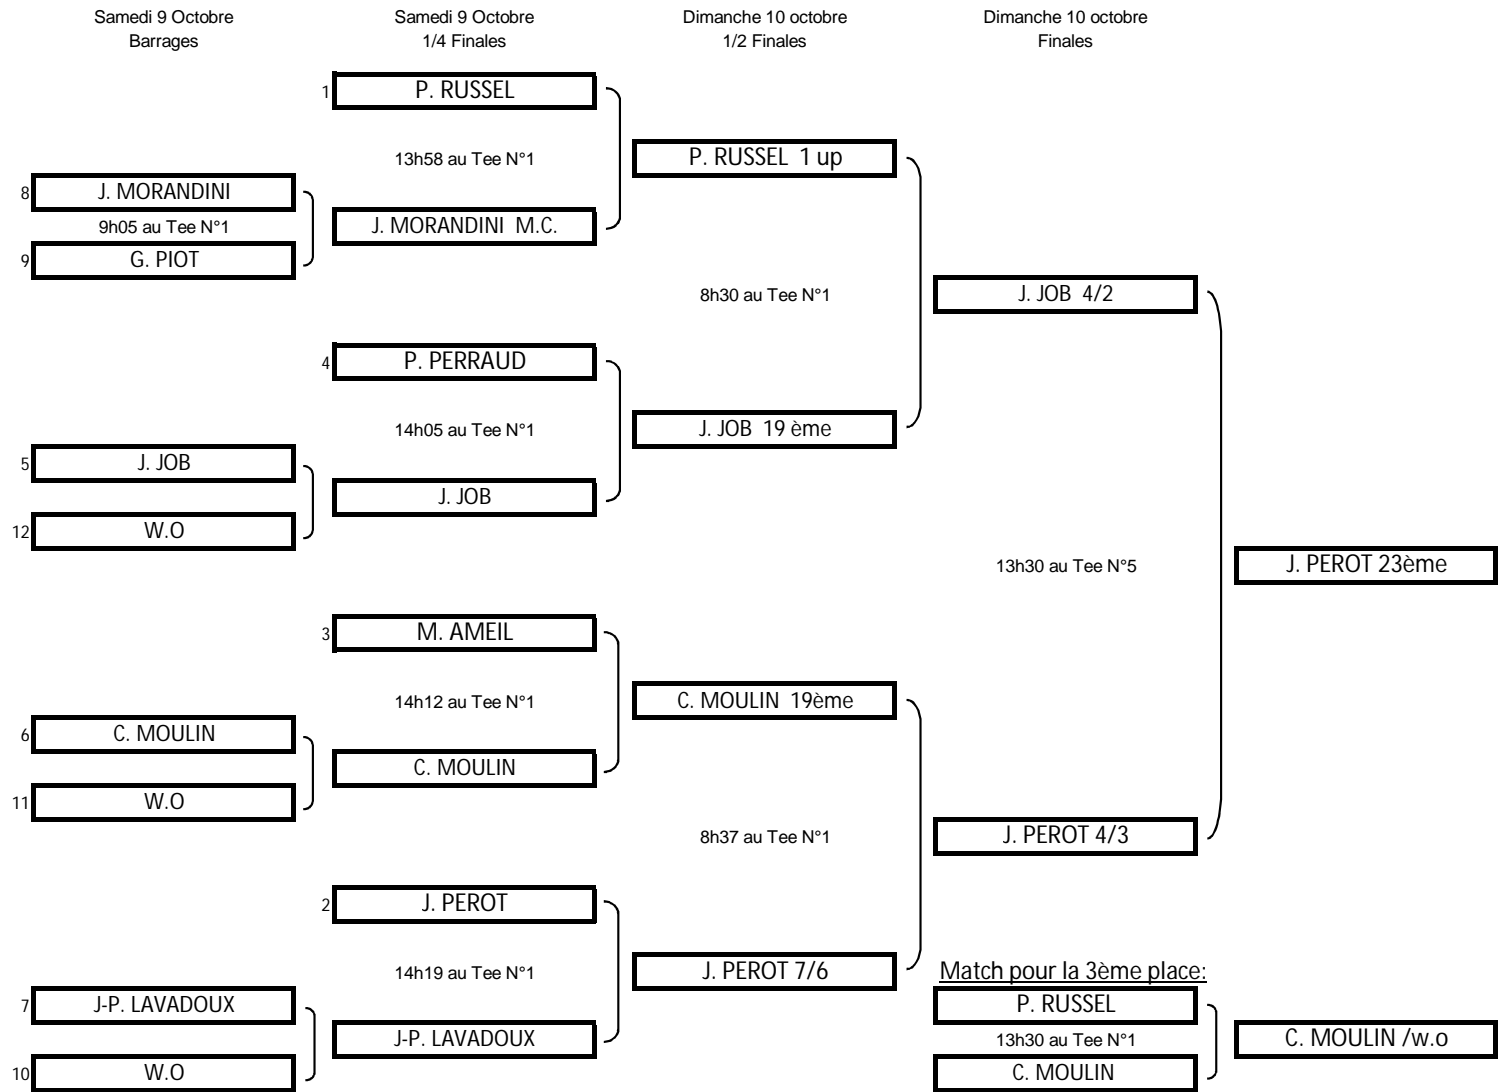 Samedi 9 Octobre Samedi 9 Octobre Dimanche 10 octobre Dimanche 10 octobre
Barrages 1/4 Finales 1/2 Finales Finales
1 P. RUSSEL
13h58 au Tee N°1 P. RUSSEL 1 up
8 J. MORANDINI
9h05 au Tee N°1 J. MORANDINI M.C.
9 G. PIOT
8h30 au Tee N°1 J. JOB 4/2
4 P. PERRAUD
14h05 au Tee N°1 J. JOB 19 ème
5 J. JOB
J. JOB
12 W.O
13h30 au Tee N°5 J. PEROT 23ème
3 M. AMEIL
14h12 au Tee N°1 C. MOULIN 19ème
6 C. MOULIN
C. MOULIN
11 W.O
8h37 au Tee N°1 J. PEROT 4/3
2 J. PEROT
14h19 au Tee N°1 J. PEROT 7/6 Match pour la 3ème place:
7 J-P. LAVADOUX P. RUSSEL
J-P. LAVADOUX 13h30 au Tee N°1 C. MOULIN /w.o
10 W.O C. MOULIN